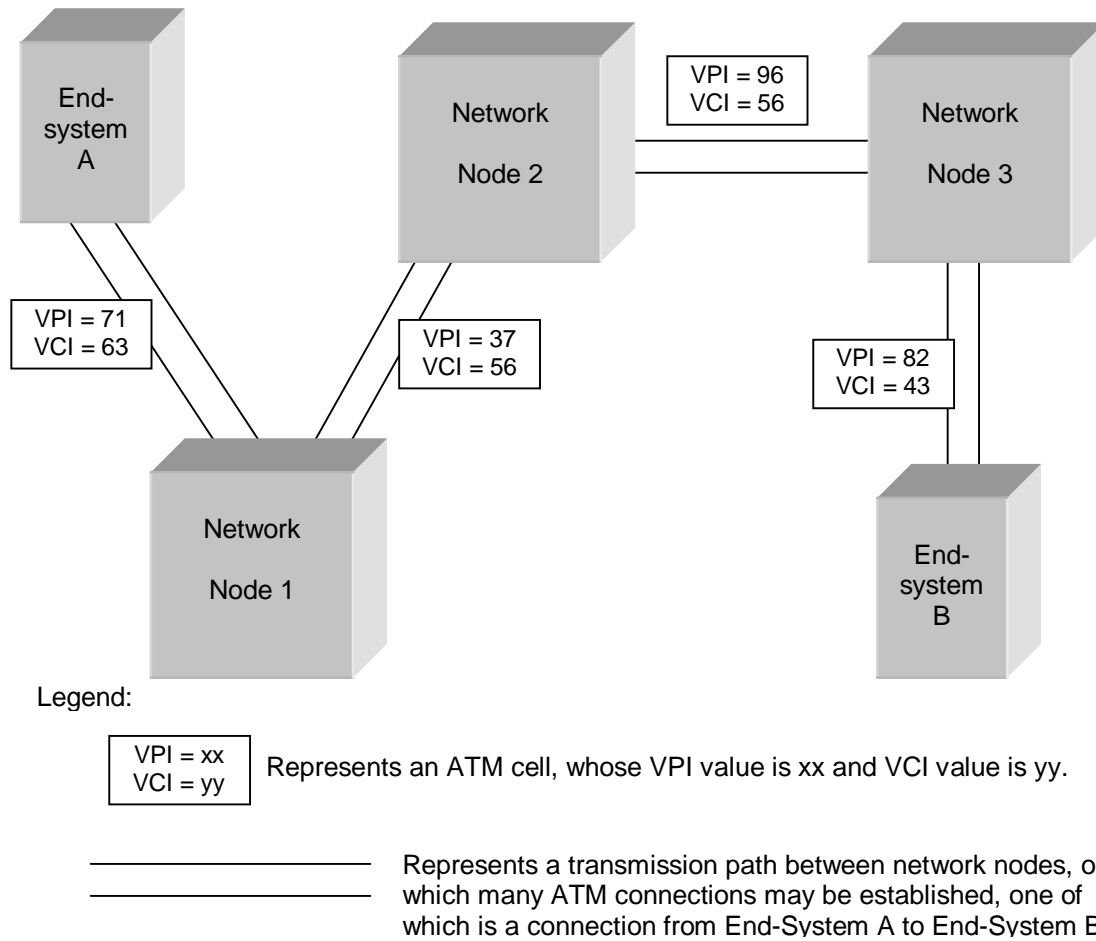 End-
system
A
Network
Node 2
VPI = 96
VCI = 56
Network
Node 3
VPI = 71
VCI = 63
VPI = 37
VCI = 56
VPI = 82
VCI = 43
Network
Node 1
End-
system
B
Legend:
VPI = xx
VCI = yy
Represents an ATM cell, whose VPI value is xx and VCI value is yy.
Represents a transmission path between network nodes, o
which many ATM connections may be established, one of
which is a connection from End-System A to End-System B